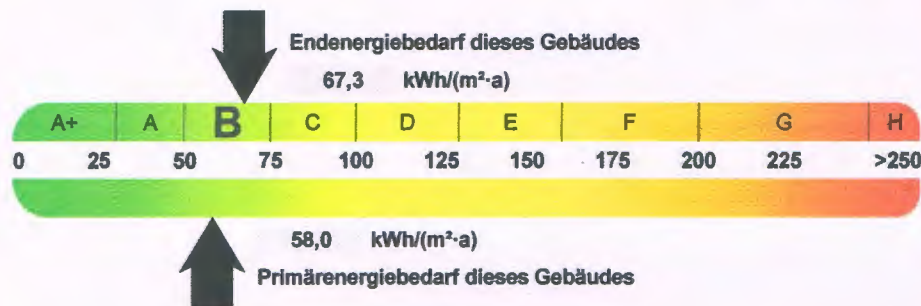 Endenergiebedarf dieses Gebäudes
67,3 kWh/(m²·a)
A+ A B C D E F G H
0 25 50 75 100 125 150 175 200 225 >250
58,0 kWh/(m²·a)
Primärenergiebedarf dieses Gebäudes